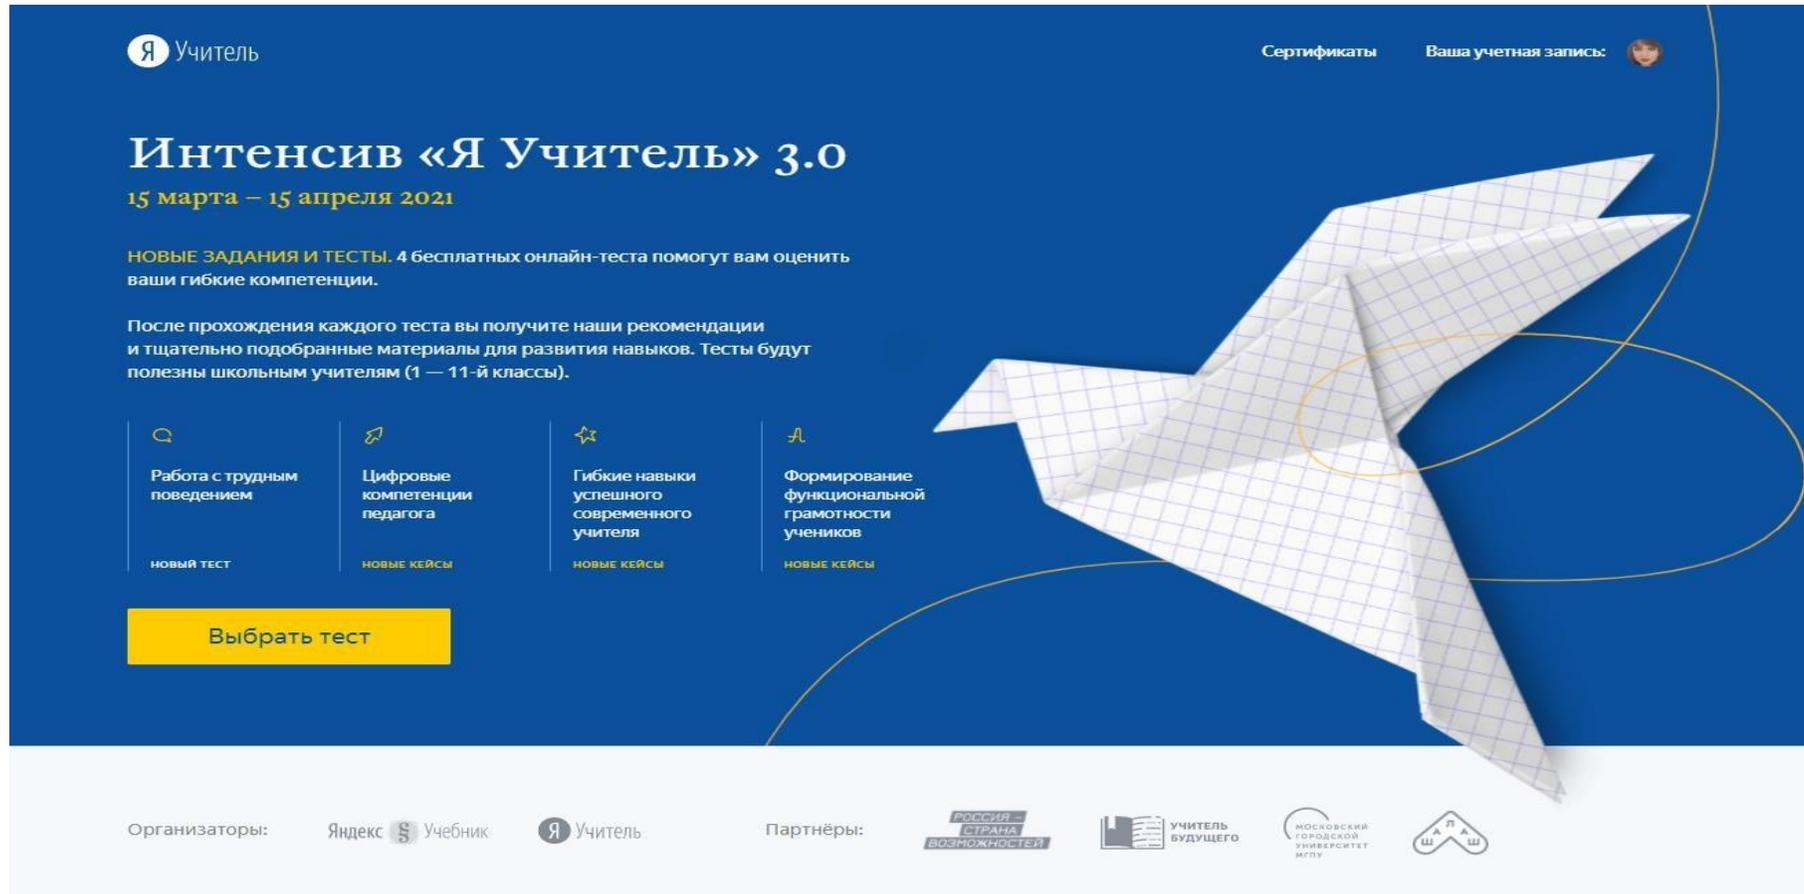 Я Учитель
Сертификаты
Ваша учетная запись:
Интенсив «Я Учитель» 3.0
15 марта – 15 апреля 2021
НОВЫЕ ЗАДАНИЯ И ТЕСТЫ. 4 бесплатных онлайн-теста помогут вам оценить
ваши гибкие компетенции.
После прохождения каждого теста вы получите наши рекомендации
и тщательно подобранные материалы для развития навыков. Тесты будут
полезны школьным учителям (1 — 11-й классы).
Работа с трудным
поведением
НОВЫЙ ТЕСТ
Цифровые
компетенции
педагога
НОВЫЕ КЕЙСЫ
Гибкие навыки
успешного
современного
учителя
НОВЫЕ КЕЙСЫ
Формирование
функциональной
грамотности
учеников
НОВЫЕ КЕЙСЫ
Выбрать тест
Организаторы:
Яндекс § Учебник
Я Учитель
Партнёры:
РОССИЯ –
СТРАНА
ВОЗМОЖНОСТЕЙ
УЧИТЕЛЬ
БУДУЩЕГО
МОСКОВСКИЙ
ГОРОДСКОЙ
УНИВЕРСИТЕТ
МГПУ
ШАЛАШ